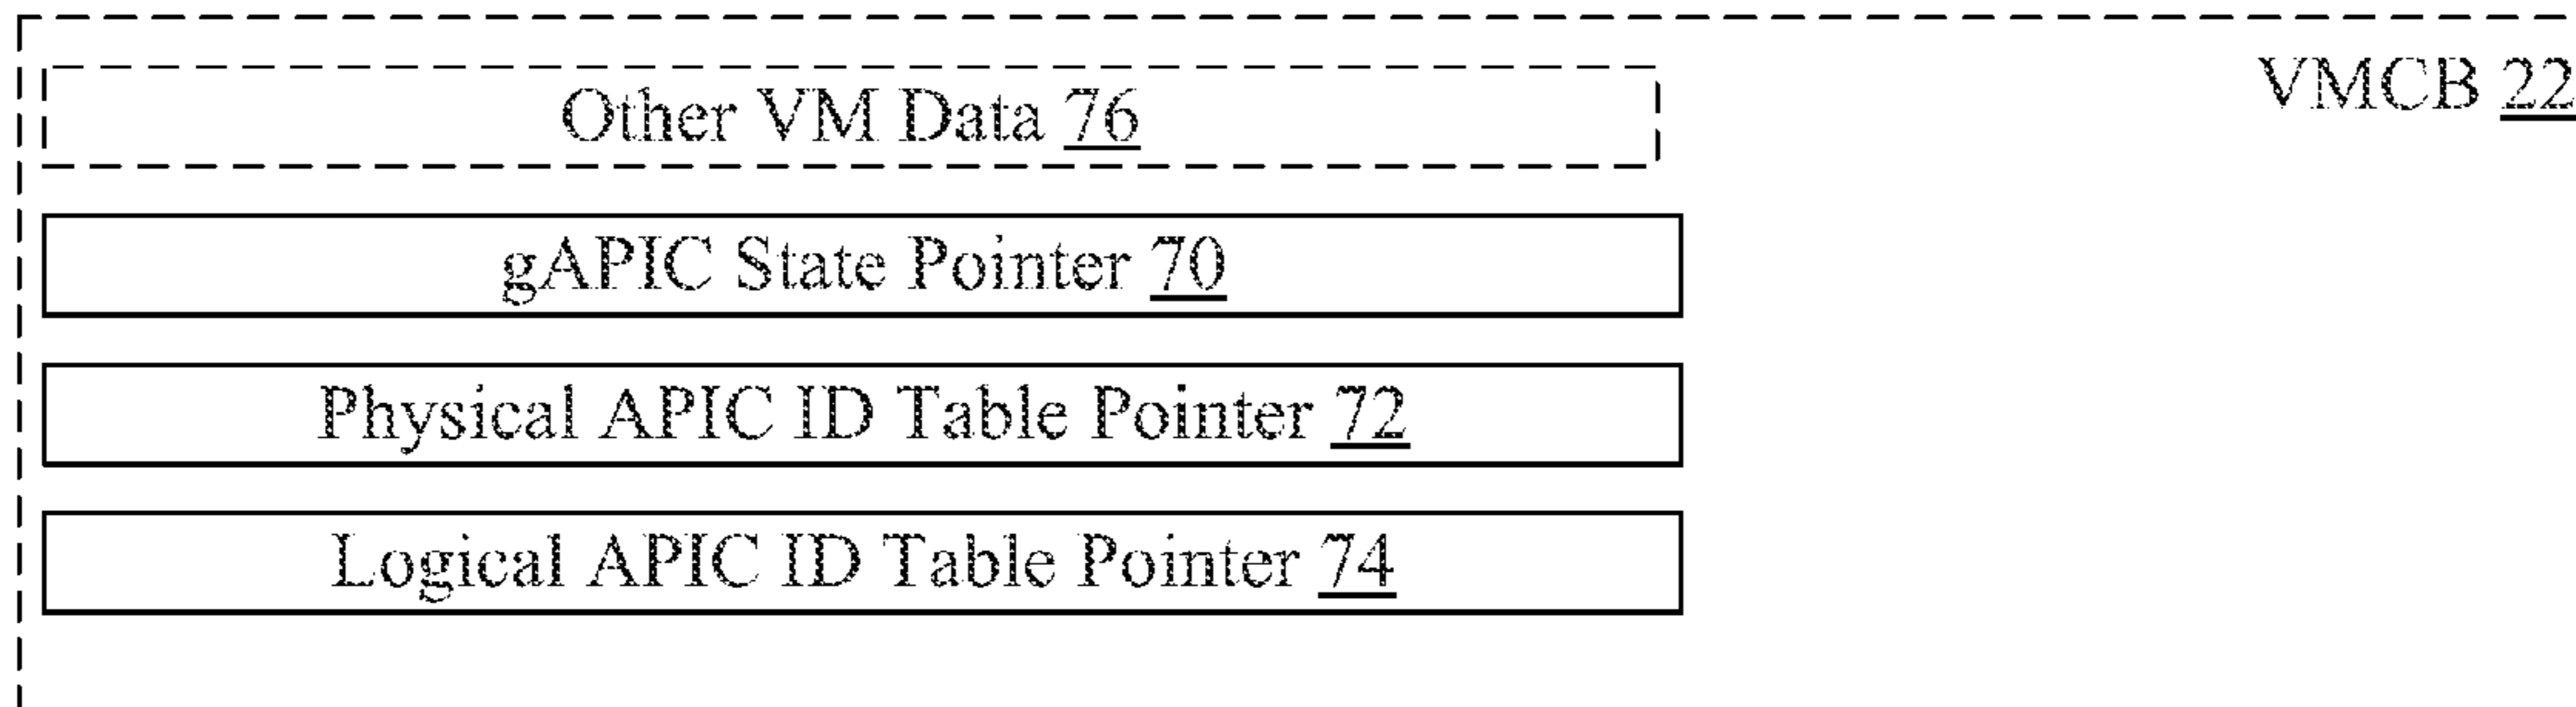 VMCB 22
Other VM Data 76
gAPIC State Pointer 70
Physical APIC ID Table Pointer 72
Logical APIC ID Table Pointer 74